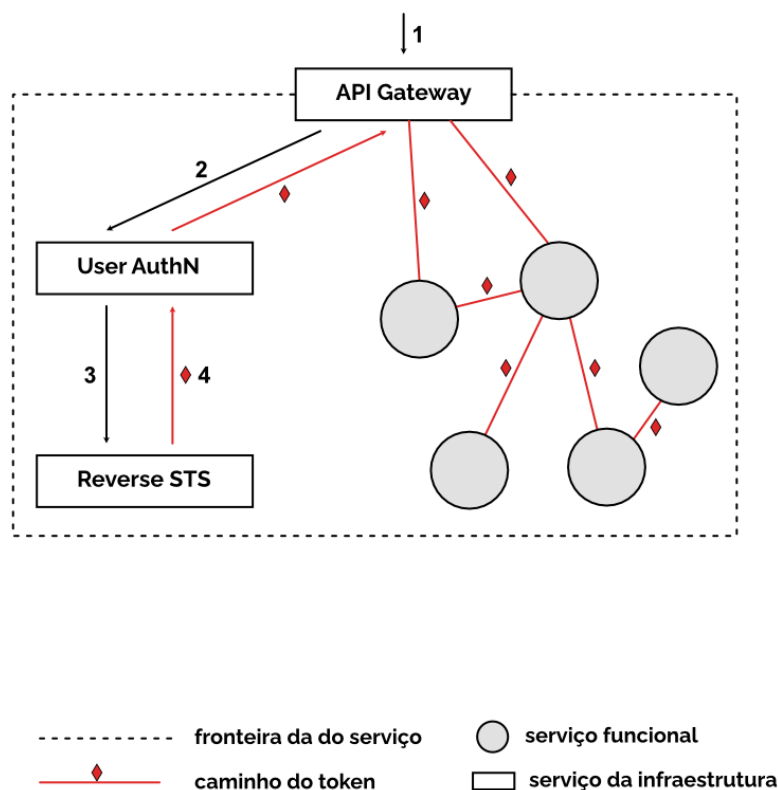 1
API Gateway
2
User AuthN
3
4
Reverse STS
fronteira da do serviço
serviço funcional
caminho do token
serviço da infraestrutura